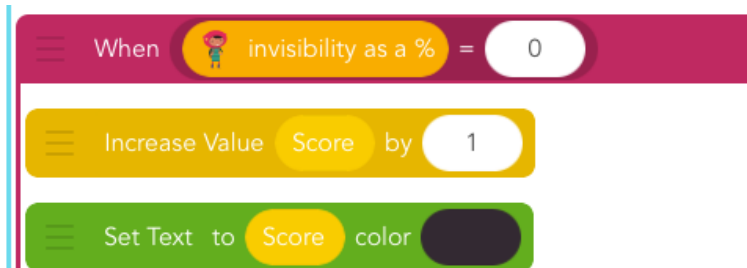 When invisibility as a % = 0
Increase Value Score by 1
Set Text to Score color